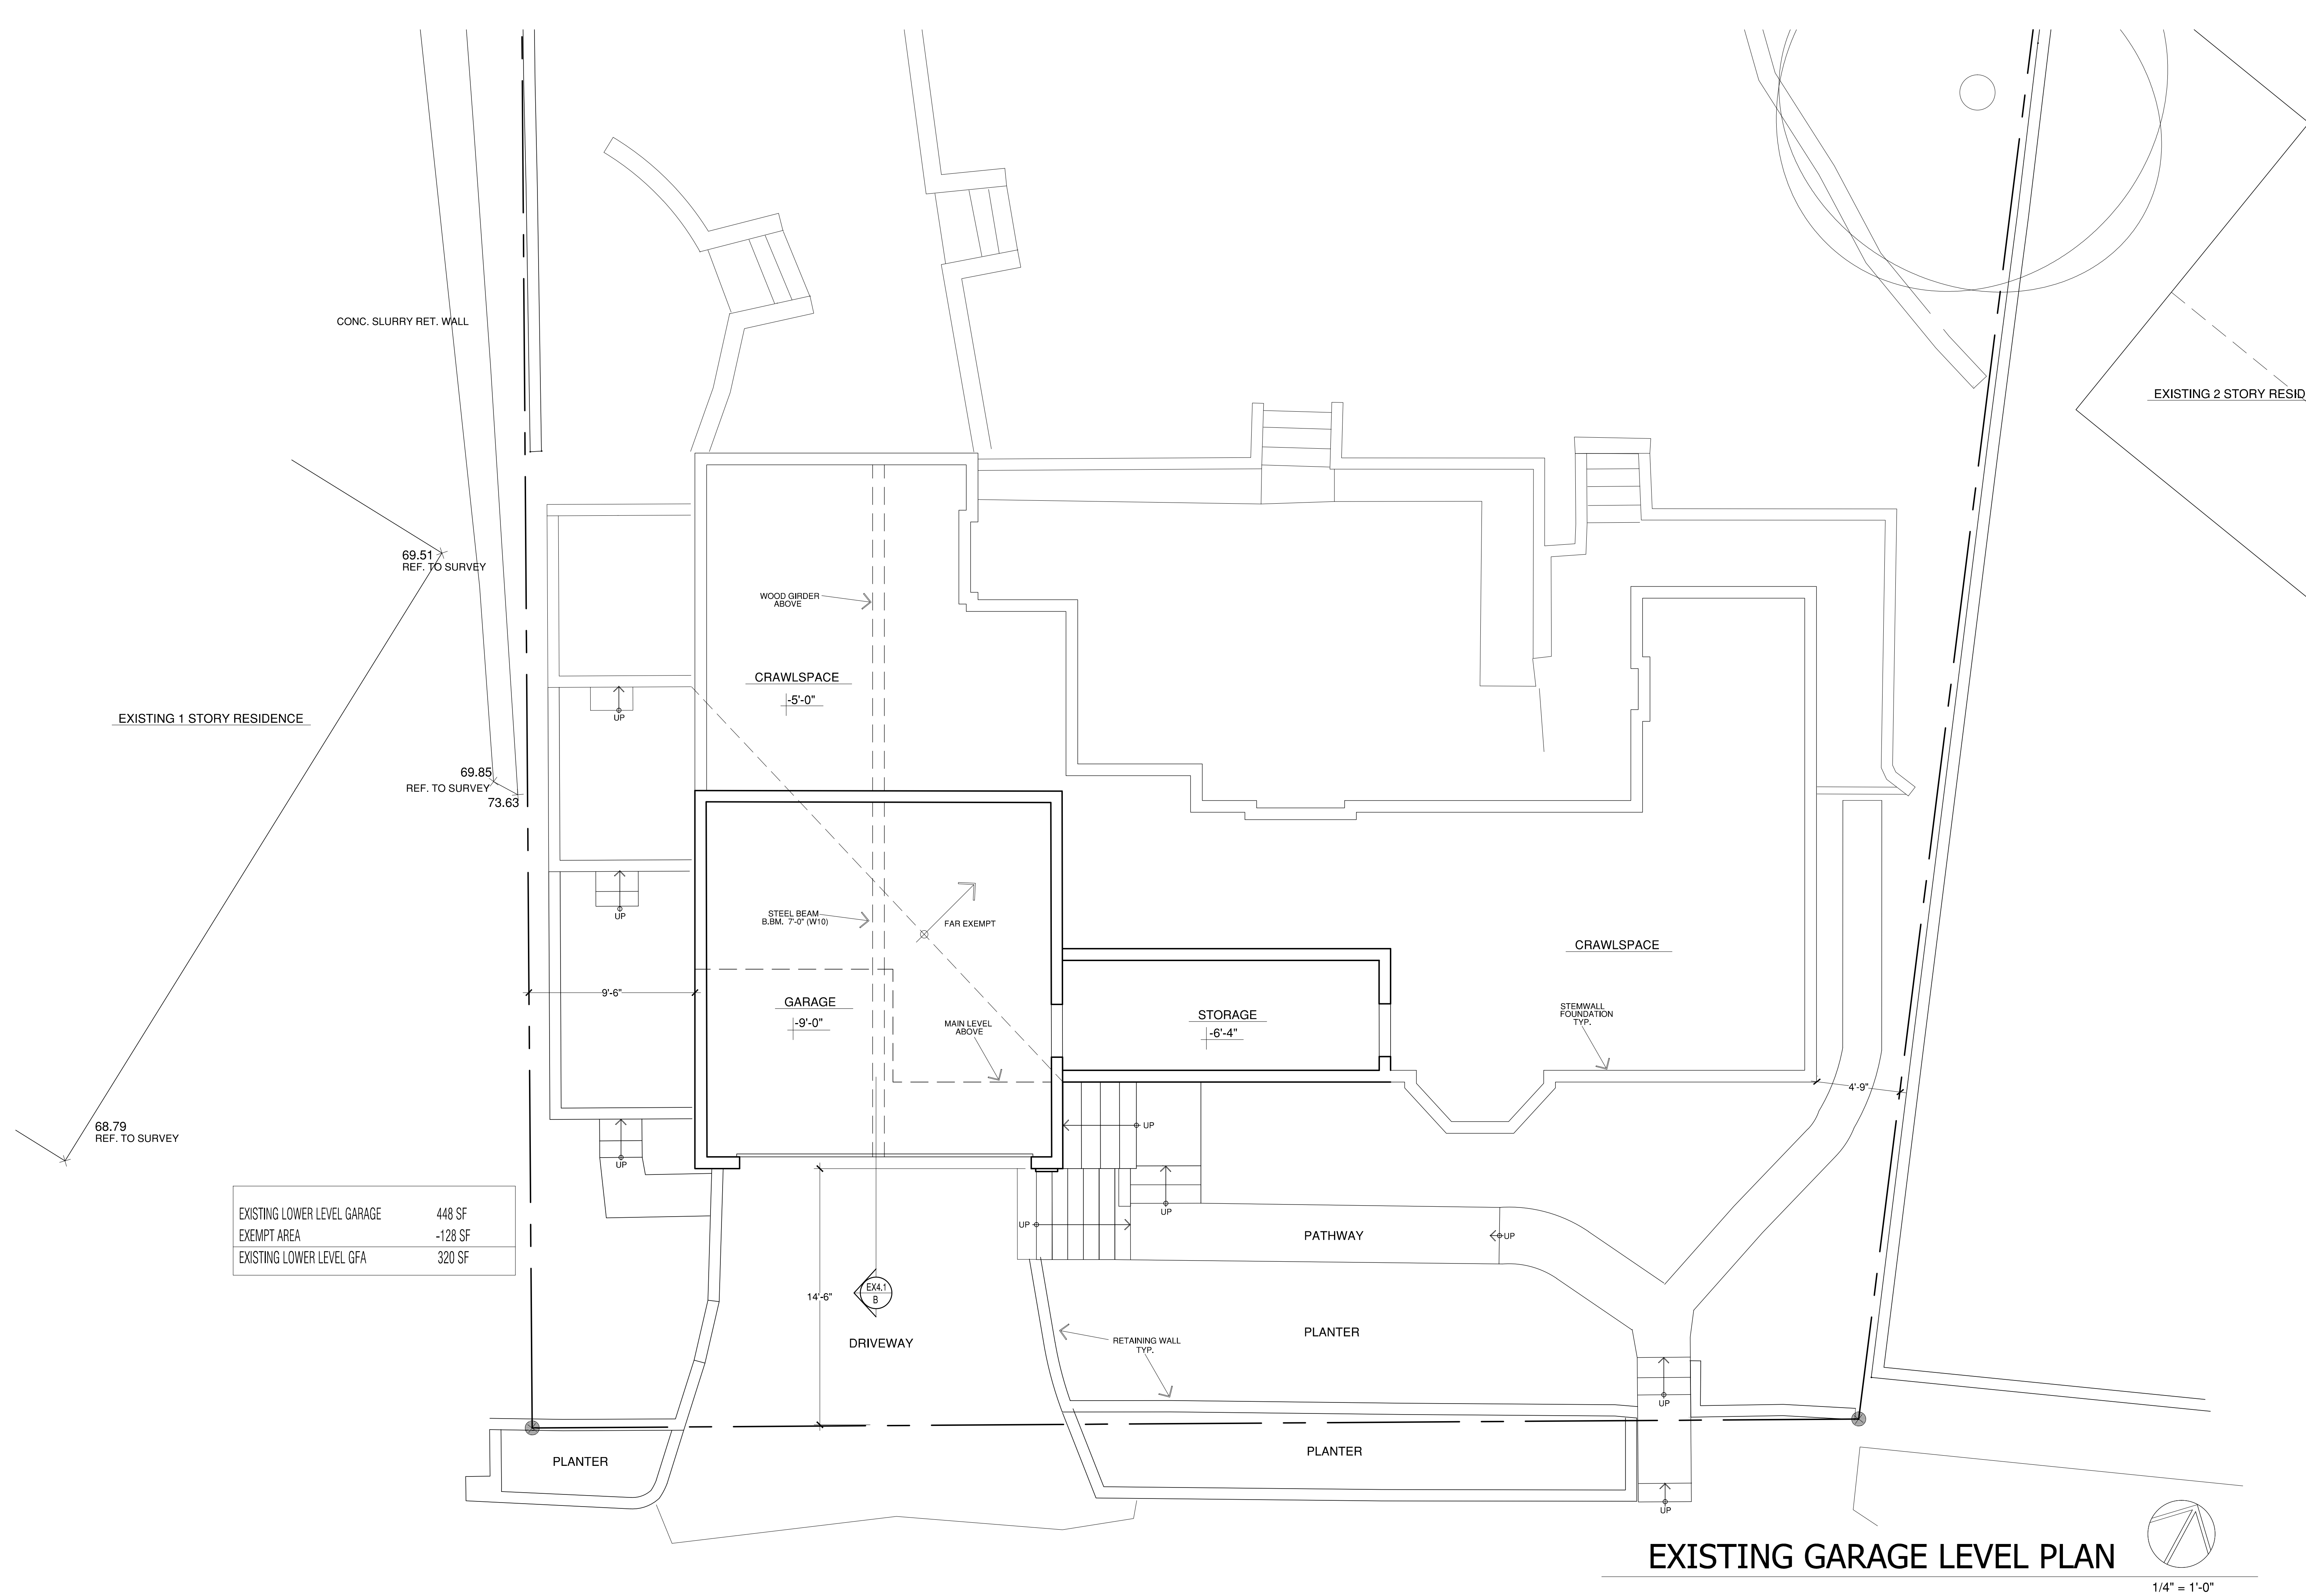 CONC. SLURRY RET. WALL
EXISTING 2 STORY RESID
69.51
REF. TO SURVEY
WOOD GIRDER
ABOVE
CRAWLSPACE
-5'-0"
UP
EXISTING 1 STORY RESIDENCE
69.85
REF. TO SURVEY
73.63
STEEL BEAM
B.BM. 7'-0" (W10)
FAR EXEMPT
UP
CRAWLSPACE
9'-6"
GARAGE
-9'-0"
MAIN LEVEL
ABOVE
STORAGE
-6'-4"
STEMWALL
FOUNDATION
TYP.
4'-9"
68.79
REF. TO SURVEY
UP
UP
UP
UP
PATHWAY
UP
EXISTING LOWER LEVEL GARAGE 448 SF
EXEMPT AREA -128 SF
EXISTING LOWER LEVEL GFA 320 SF
14'-6"
EX4.1
B
DRIVEWAY
RETAINING WALL
TYP.
PLANTER
UP
PLANTER
PLANTER
UP
EXISTING GARAGE LEVEL PLAN
1/4" = 1'-0"